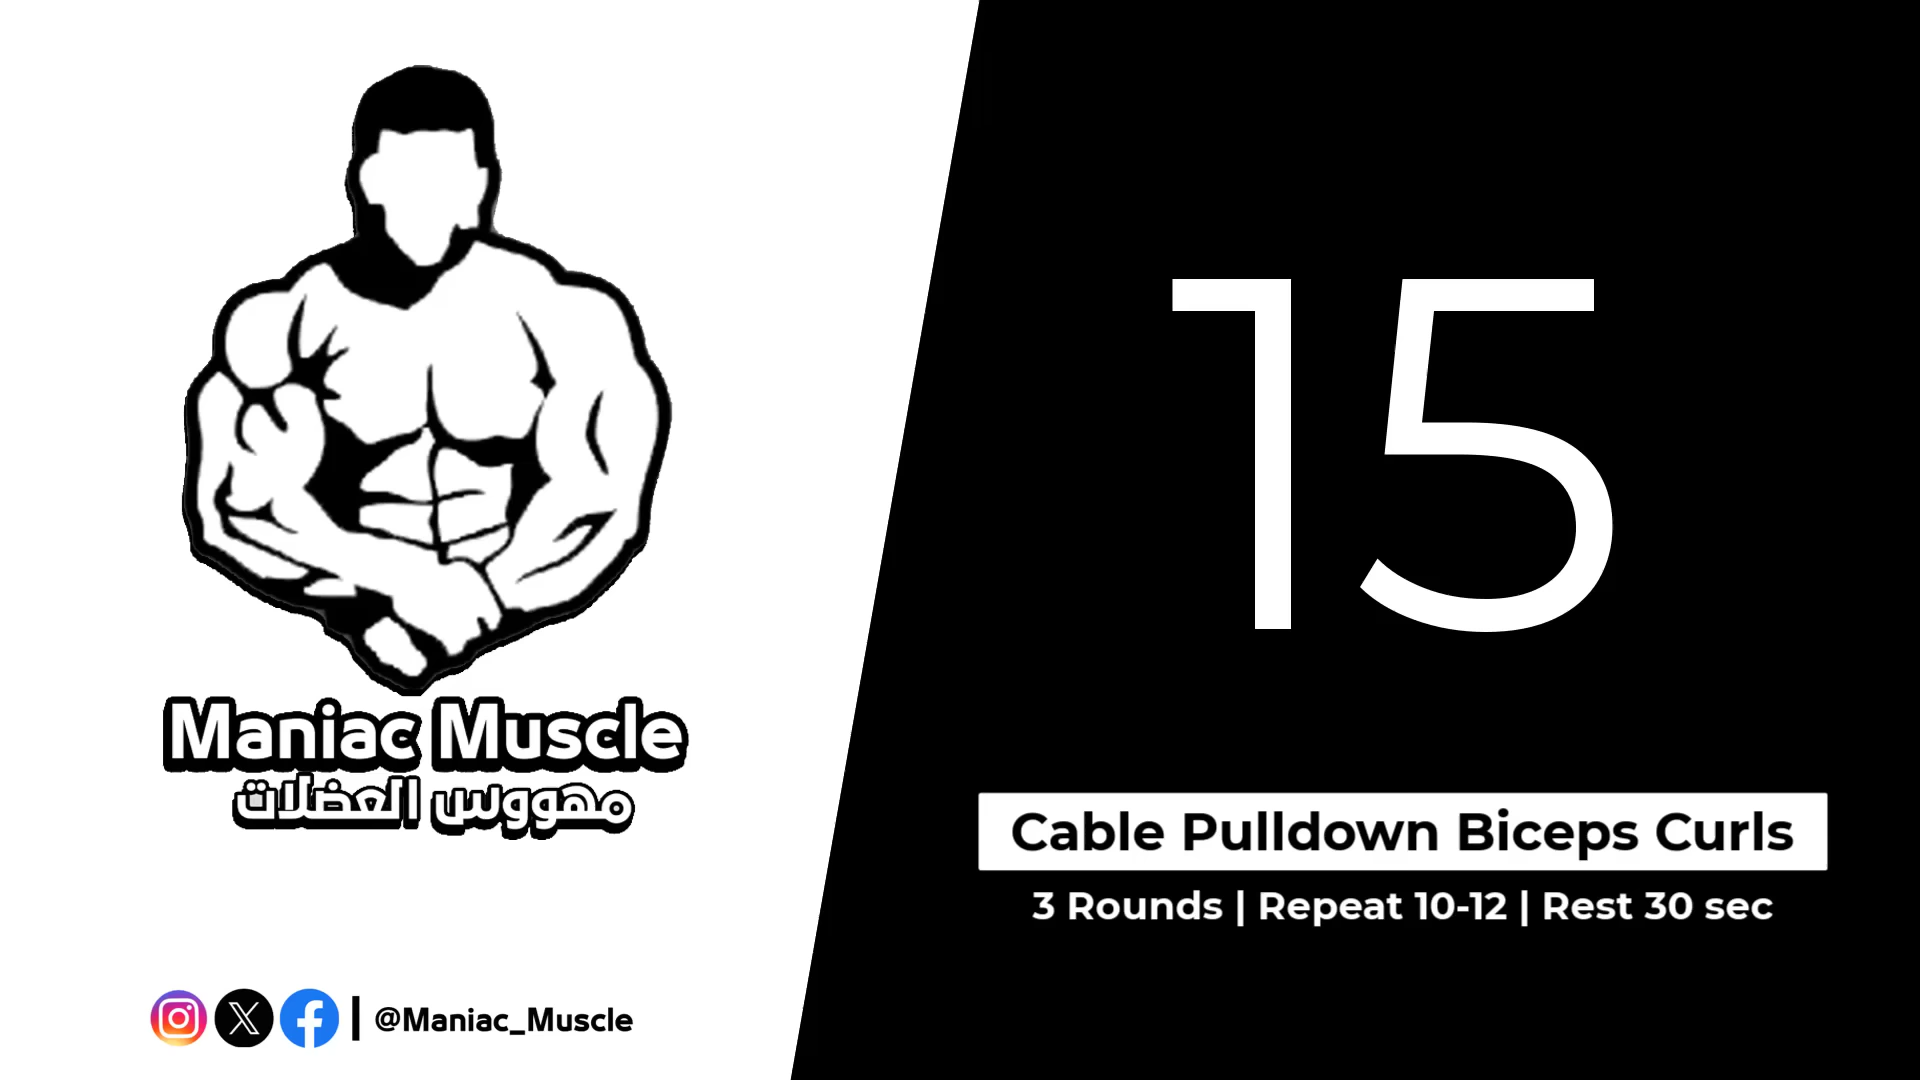 Maniac Muscle
مهووس العضلات
@Maniac_Muscle
15
Cable Pulldown Biceps Curls
3 Rounds | Repeat 10-12 | Rest 30 sec